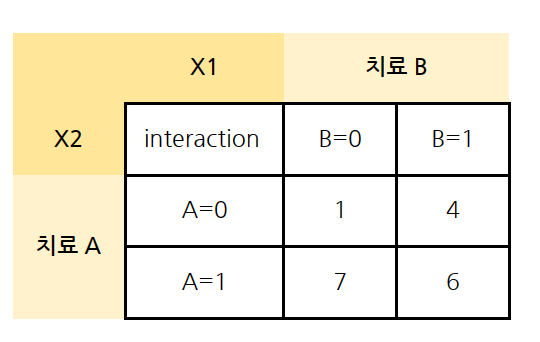 X1 치료 B
X2 interaction B=0 B=1
치료 A A=0 1 4
A=1 7 6